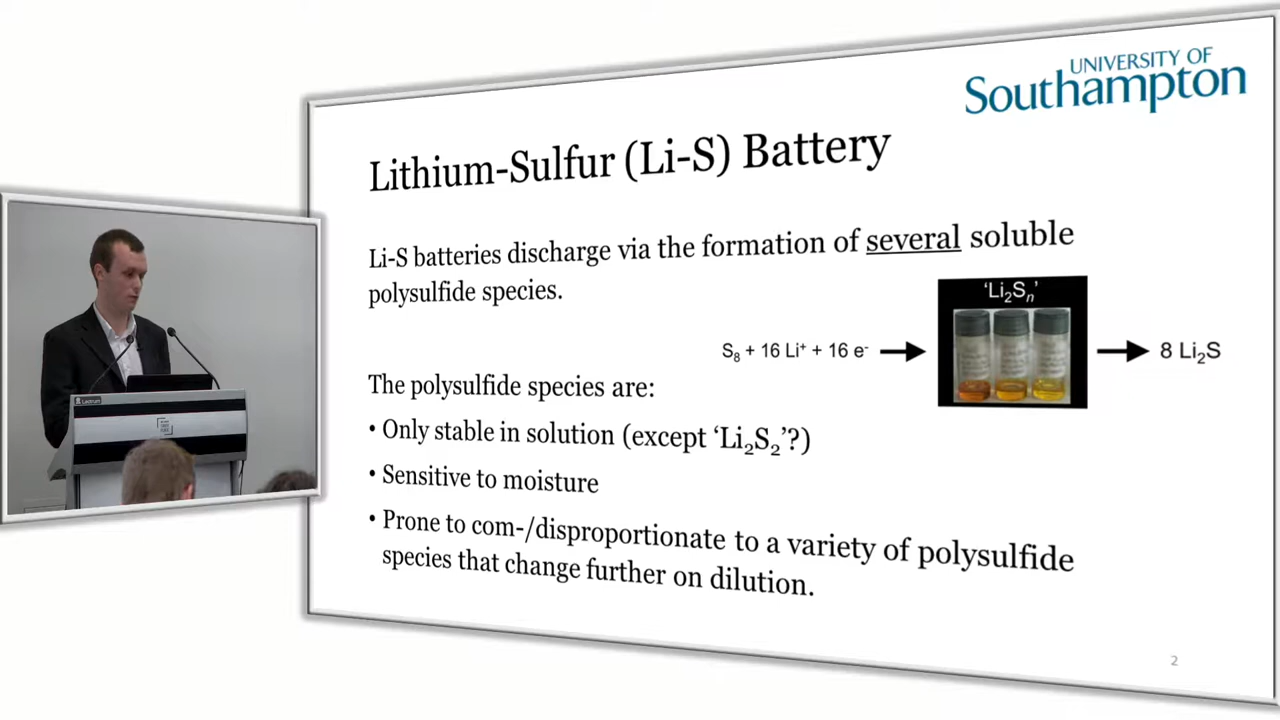 UNIVERSITY OF
Southampton
Lithium-Sulfur (Li-S) Battery
Li-S batteries discharge via the formation of several soluble
polysulfide species.
'Li₂Sₙ'
S₈ + 16 Li⁺ + 16 e⁻
8 Li₂S
The polysulfide species are:
• Only stable in solution (except 'Li₂S₂'?)
• Sensitive to moisture
• Prone to com-/disproportionate to a variety of polysulfide
species that change further on dilution.
2